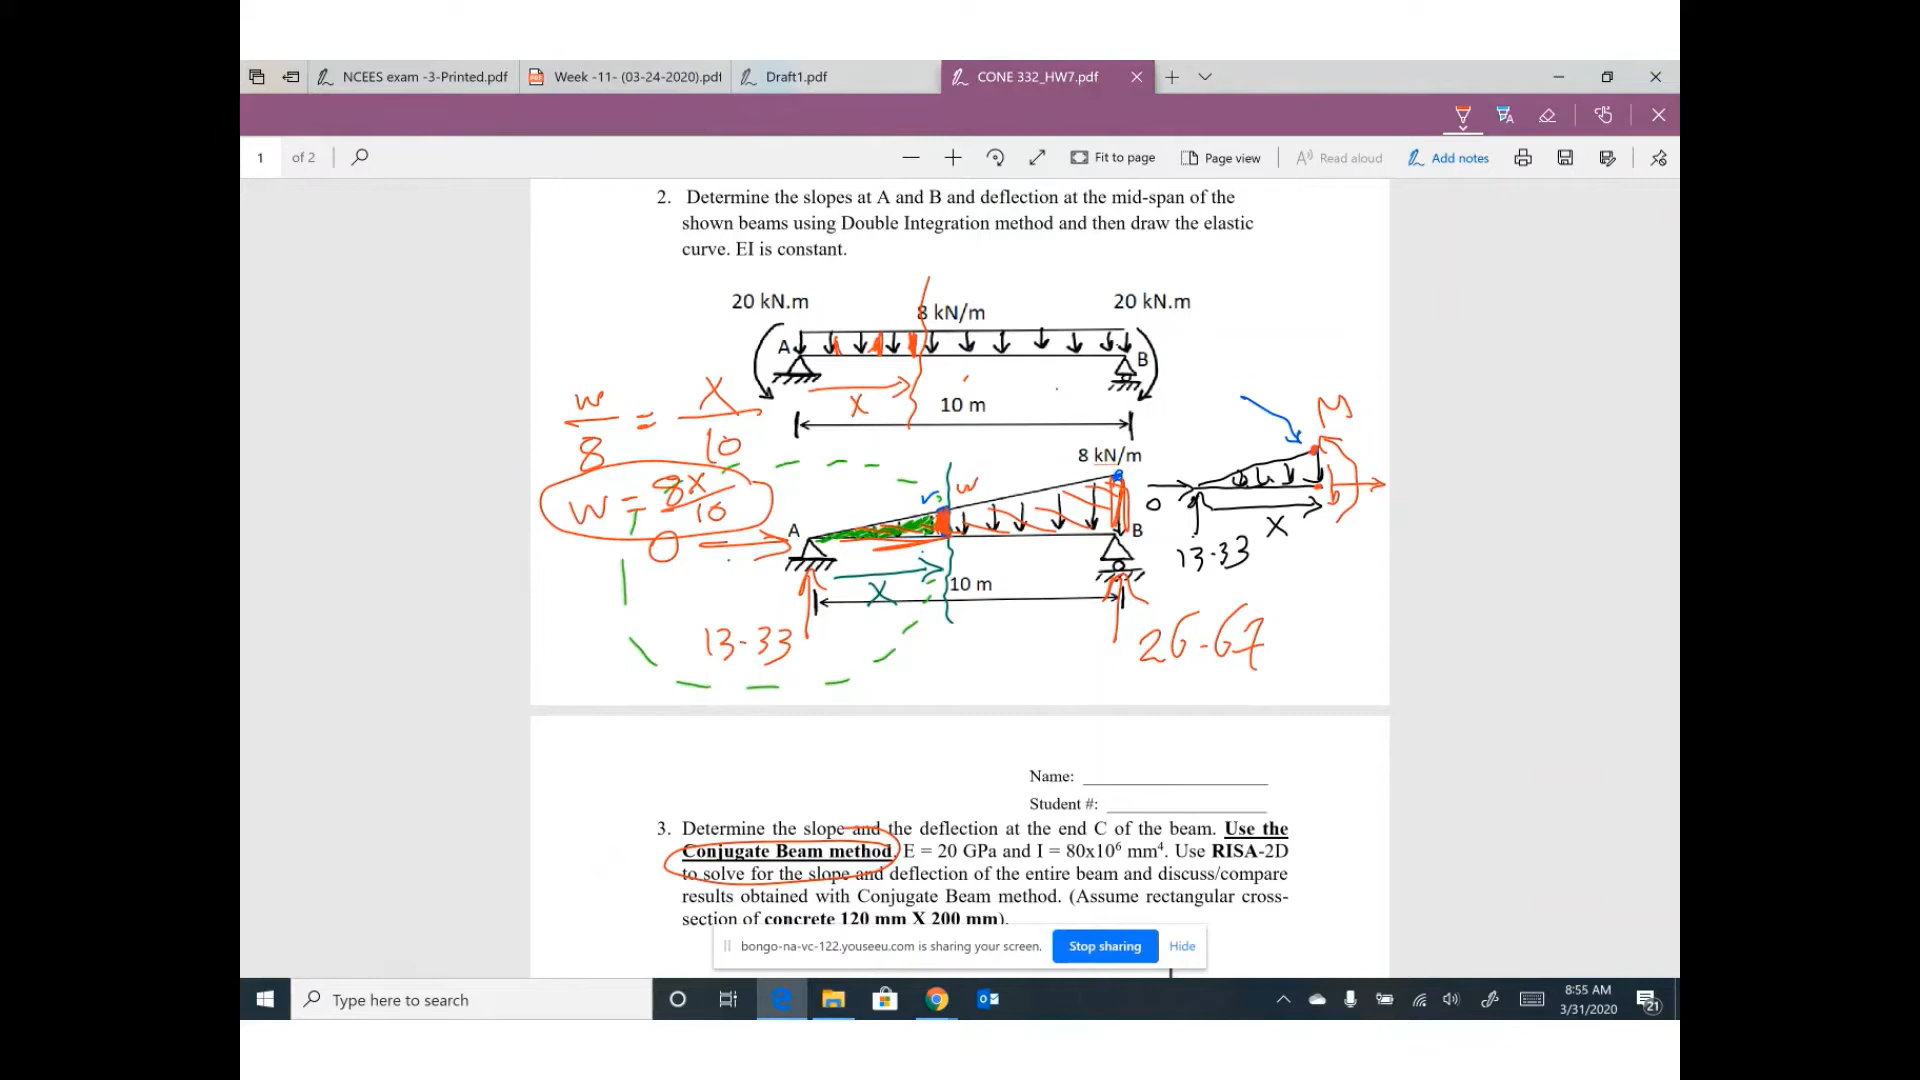 NCEES exam -3-Printed.pdf
Week -11- (03-24-2020).pdf
Draft1.pdf
CONE 332_HW7.pdf
1 of 2
Fit to page
Page view
Read aloud
Add notes
2. Determine the slopes at A and B and deflection at the mid-span of the
shown beams using Double Integration method and then draw the elastic
curve. EI is constant.
20 kN.m
8 kN/m
20 kN.m
A
B
X
10 m
w/8 = X/10
W = 8X/10
8 kN/m
M
w
A
B
0
0
X
10 m
X
13.33
13.33
26.67
Name:
Student #:
3. Determine the slope and the deflection at the end C of the beam. Use the
Conjugate Beam method. E = 20 GPa and I = 80x10⁶ mm⁴. Use RISA-2D
to solve for the slope and deflection of the entire beam and discuss/compare
results obtained with Conjugate Beam method. (Assume rectangular cross-
section of concrete 120 mm X 200 mm).
bongo-na-vc-122.youseeu.com is sharing your screen.
Stop sharing
Hide
Type here to search
8:55 AM
3/31/2020
21